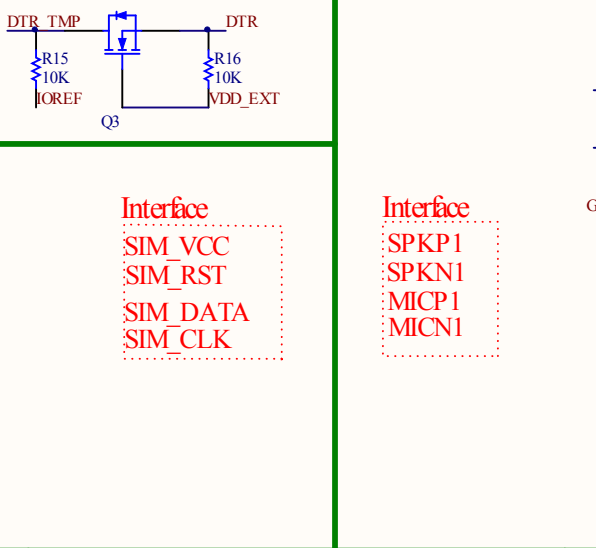 DTR_TMP
DTR
R15
10K
IOREF
R16
10K
VDD_EXT
Q3
G
Interface
SIM_VCC
SIM_RST
SIM_DATA
SIM_CLK
Interface
SPKP1
SPKN1
MICP1
MICN1